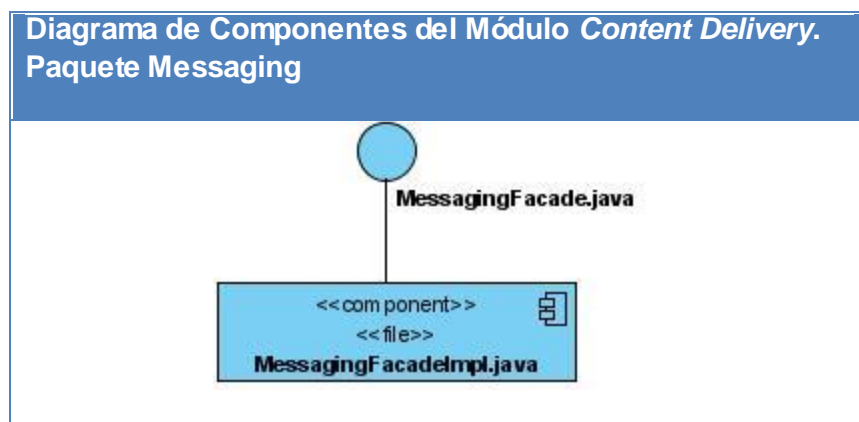 Diagrama de Componentes del Módulo Content Delivery.
Paquete Messaging
MessagingFacade.java
<<component>>
<<file>>
MessagingFacadeImpl.java